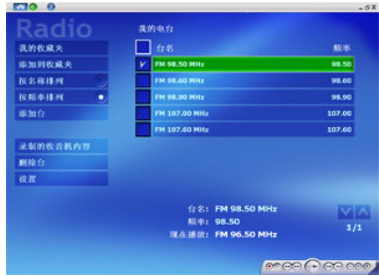 Radio
我的收藏夹
添加到收藏夹
按名称排列
按频率排列
添加台
录制的收音机内容
删除台
设置
我的电台
台名 频率
FM 98.50 MHz 98.50
FM 98.60 MHz 98.60
FM 98.90 MHz 98.90
FM 107.00 MHz 107.00
FM 107.60 MHz 107.60
台名: FM 98.50 MHz
频率: 98.50
现在播放: FM 96.50 MHz
1/1